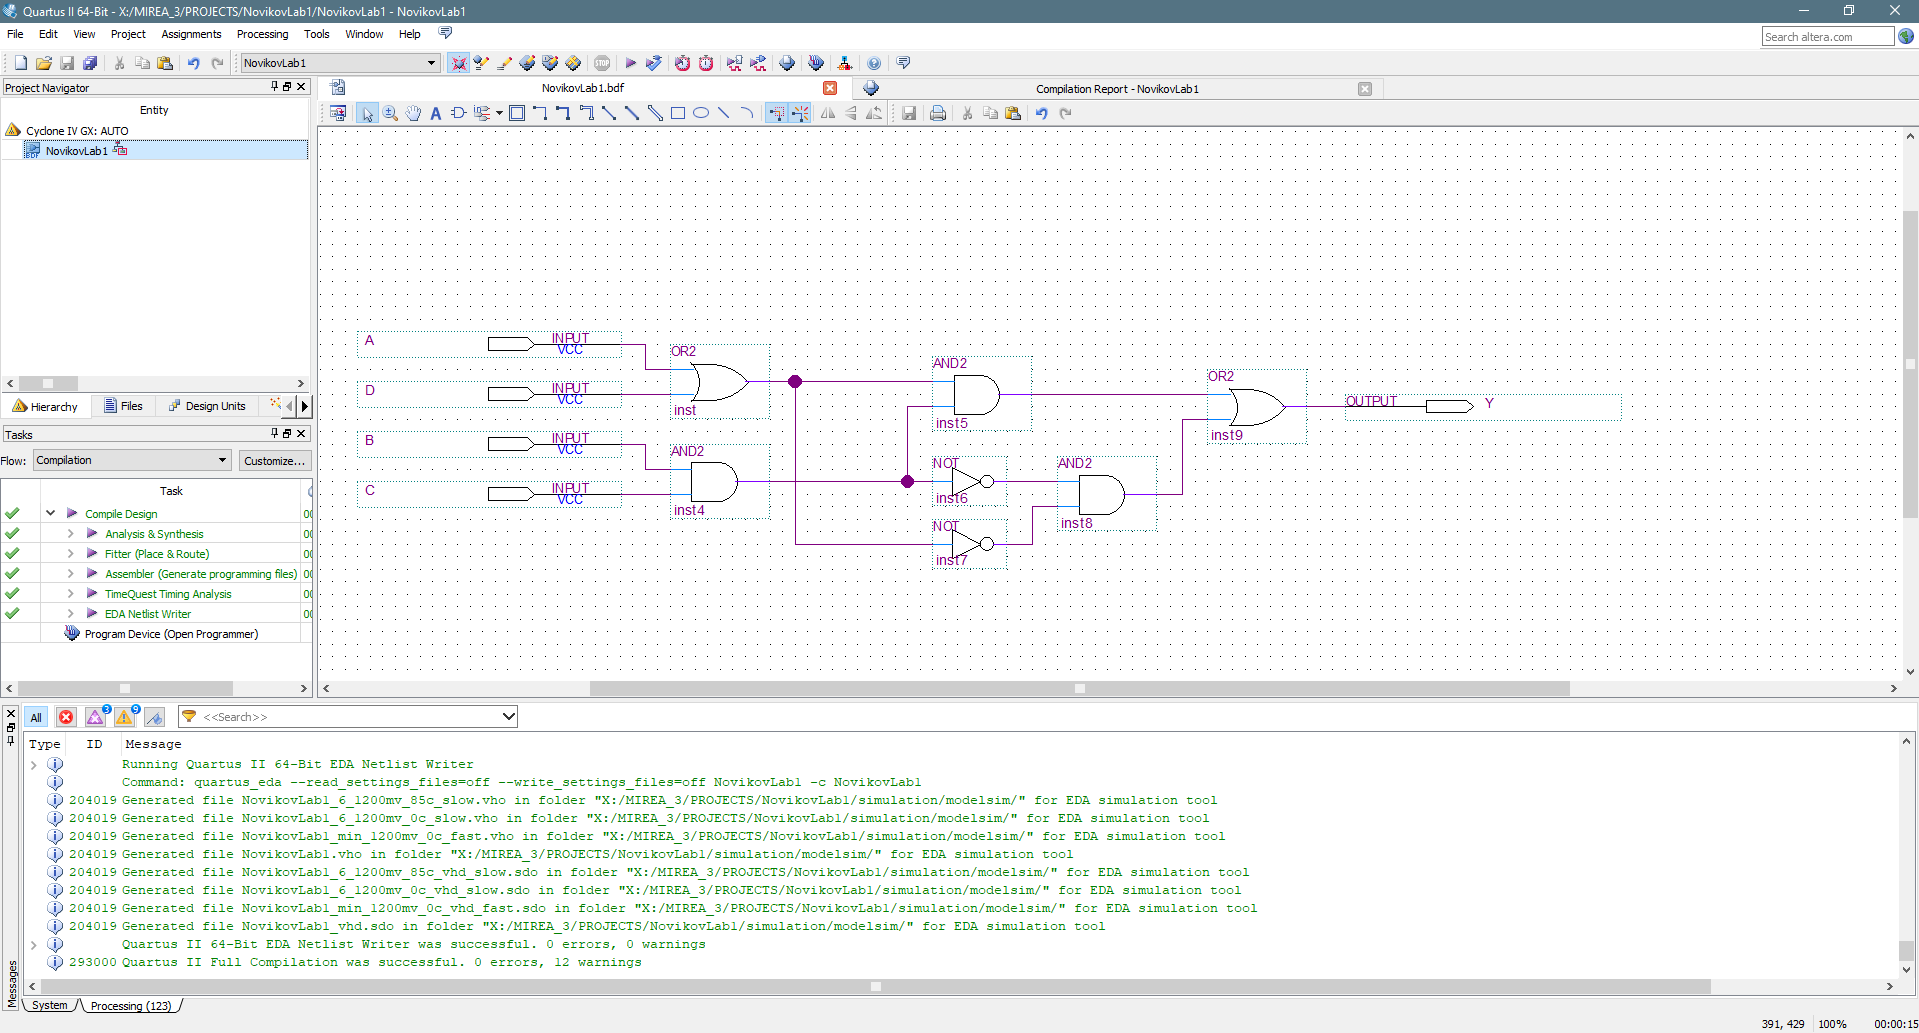 Quartus II 64-Bit - X:/MIREA_3/PROJECTS/NovikovLab1/NovikovLab1 - NovikovLab1
File Edit View Project Assignments Processing Tools Window Help
Search altera.com
NovikovLab1
STOP
Project Navigator
NovikovLab1.bdf
Compilation Report - NovikovLab1
Entity
Cyclone IV GX: AUTO
NovikovLab1
Hierarchy Files Design Units
Tasks
Flow: Compilation Customize...
Task
Compile Design 00
Analysis & Synthesis 00
Fitter (Place & Route) 00
Assembler (Generate programming files) 00
TimeQuest Timing Analysis 00
EDA Netlist Writer 00
Program Device (Open Programmer)
A INPUT
VCC
D INPUT
VCC
B INPUT
VCC
C INPUT
VCC
OR2
inst
AND2
inst4
AND2
inst5
NOT
inst6
NOT
inst7
AND2
inst8
OR2
inst9
OUTPUT Y
All 3 9 <<Search>>
Type ID Message
Running Quartus II 64-Bit EDA Netlist Writer
Command: quartus_eda --read_settings_files=off --write_settings_files=off NovikovLab1 -c NovikovLab1
204019 Generated file NovikovLab1_6_1200mv_85c_slow.vho in folder "X:/MIREA_3/PROJECTS/NovikovLab1/simulation/modelsim/" for EDA simulation tool
204019 Generated file NovikovLab1_6_1200mv_0c_slow.vho in folder "X:/MIREA_3/PROJECTS/NovikovLab1/simulation/modelsim/" for EDA simulation tool
204019 Generated file NovikovLab1_min_1200mv_0c_fast.vho in folder "X:/MIREA_3/PROJECTS/NovikovLab1/simulation/modelsim/" for EDA simulation tool
204019 Generated file NovikovLab1.vho in folder "X:/MIREA_3/PROJECTS/NovikovLab1/simulation/modelsim/" for EDA simulation tool
204019 Generated file NovikovLab1_6_1200mv_85c_vhd_slow.sdo in folder "X:/MIREA_3/PROJECTS/NovikovLab1/simulation/modelsim/" for EDA simulation tool
204019 Generated file NovikovLab1_6_1200mv_0c_vhd_slow.sdo in folder "X:/MIREA_3/PROJECTS/NovikovLab1/simulation/modelsim/" for EDA simulation tool
204019 Generated file NovikovLab1_min_1200mv_0c_vhd_fast.sdo in folder "X:/MIREA_3/PROJECTS/NovikovLab1/simulation/modelsim/" for EDA simulation tool
204019 Generated file NovikovLab1_vhd.sdo in folder "X:/MIREA_3/PROJECTS/NovikovLab1/simulation/modelsim/" for EDA simulation tool
Quartus II 64-Bit EDA Netlist Writer was successful. 0 errors, 0 warnings
293000 Quartus II Full Compilation was successful. 0 errors, 12 warnings
Messages
System Processing (123)
391, 429 100% 00:00:15